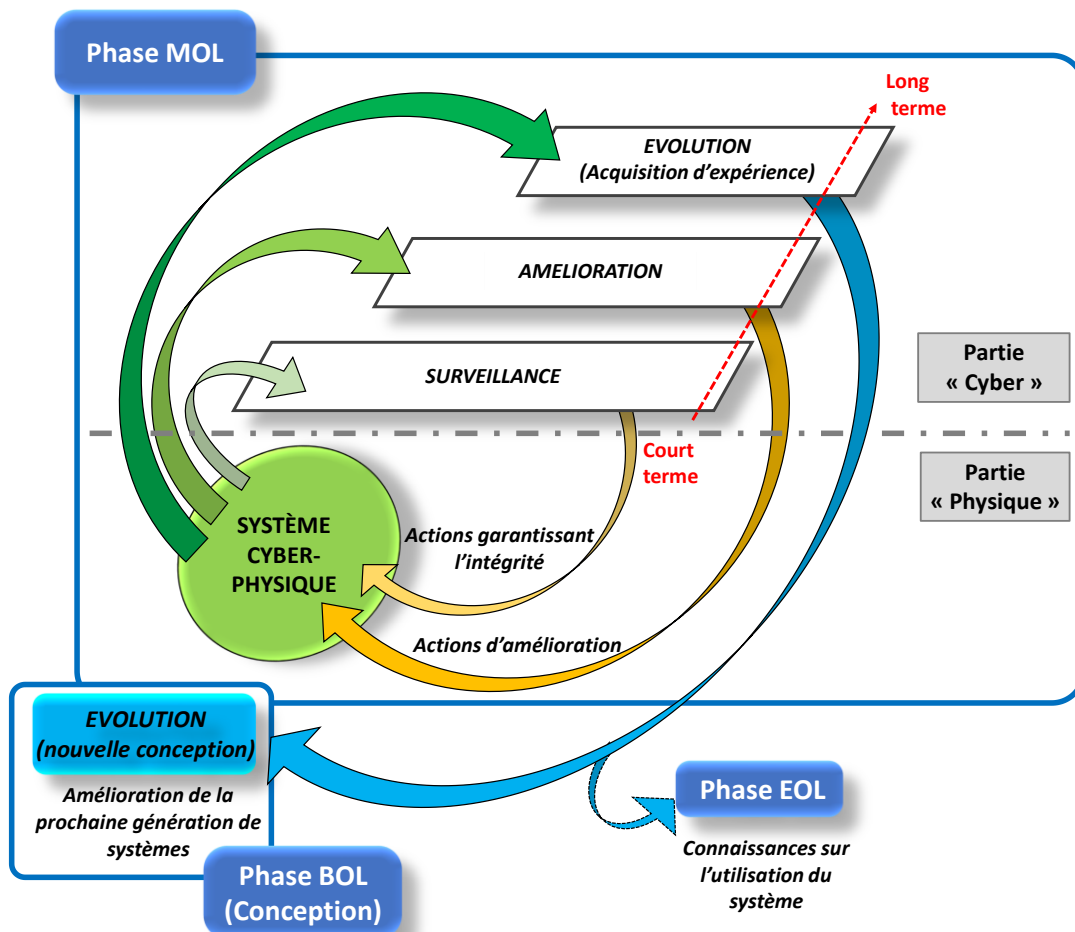 Phase MOL
Long
terme
EVOLUTION
(Acquisition d'expérience)
AMELIORATION
SURVEILLANCE
Partie
« Cyber »
Court
terme
Partie
« Physique »
SYSTÈME
CYBER-
PHYSIQUE
Actions garantissant
l'intégrité
Actions d'amélioration
EVOLUTION
(nouvelle conception)
Amélioration de la
prochaine génération de
systèmes
Phase BOL
(Conception)
Phase EOL
Connaissances sur
l'utilisation du
système